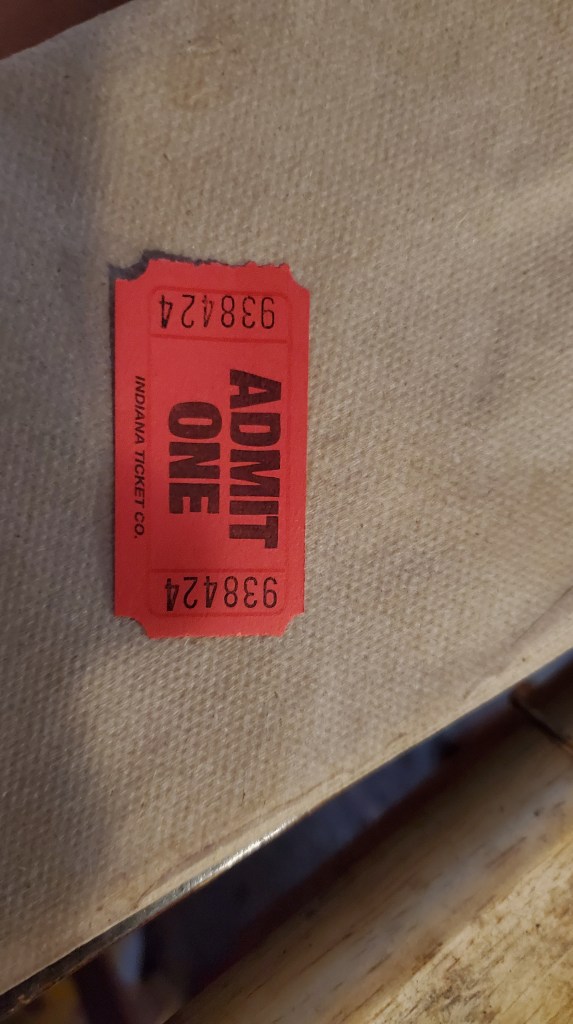 938424
ADMIT
ONE
INDIANA TICKET CO.
938424